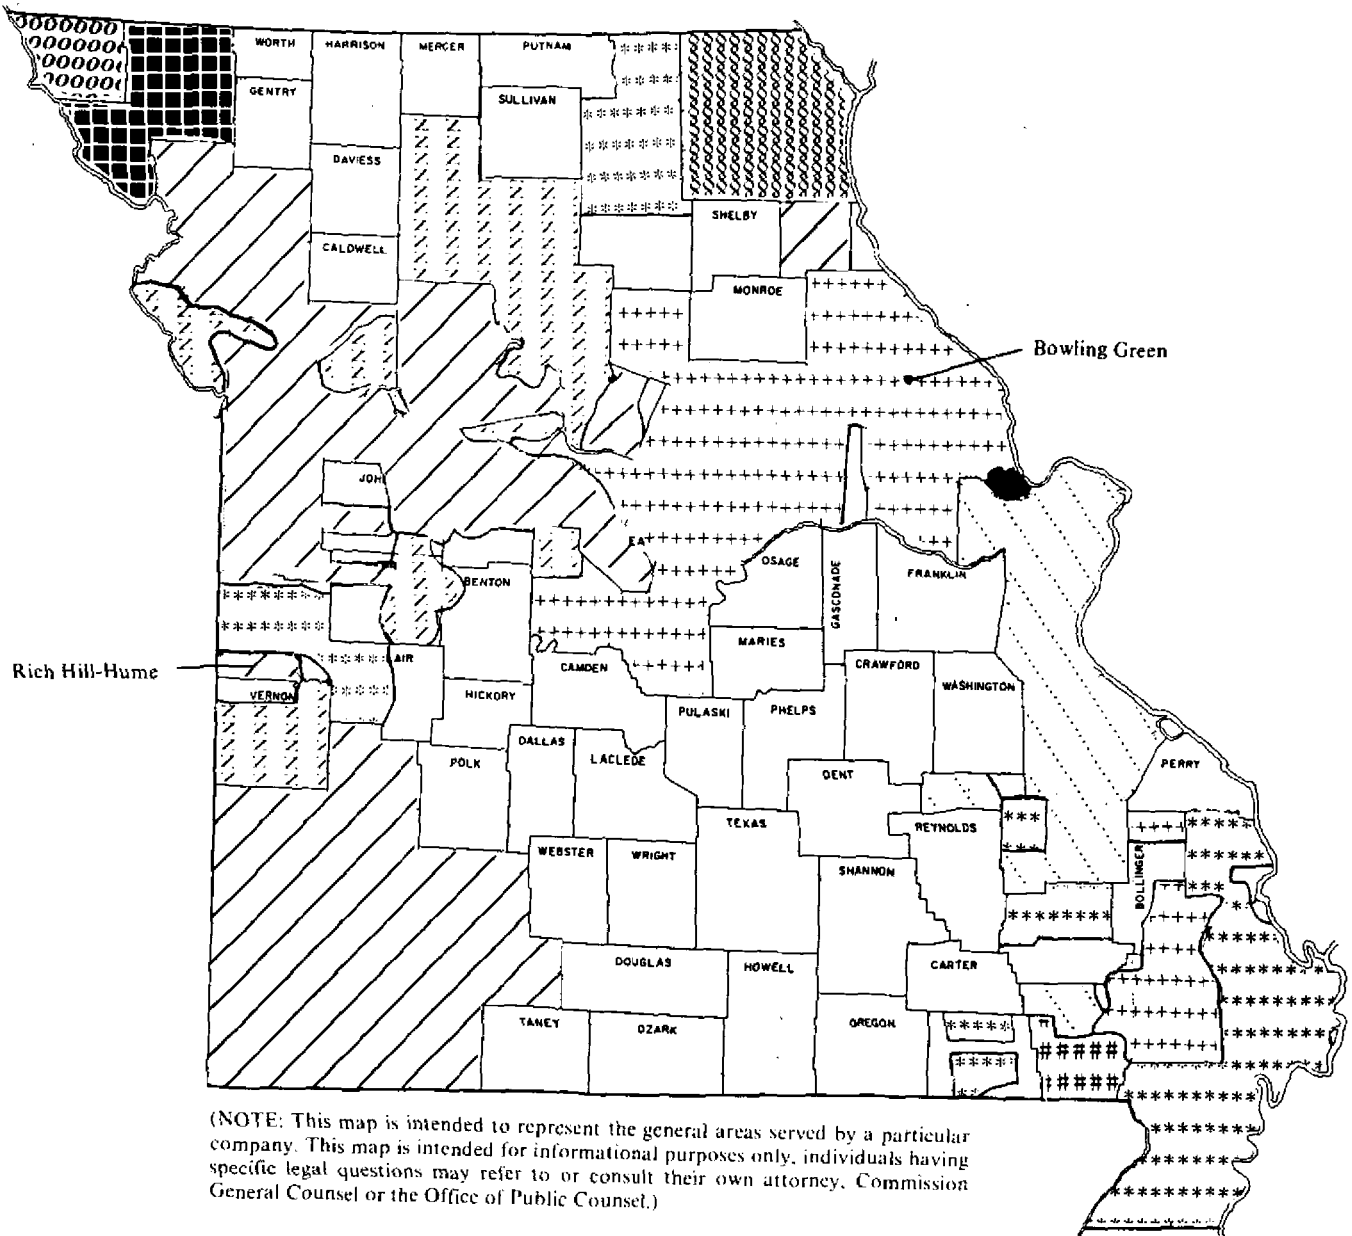 WORTH HARRISON MERCER PUTNAM
GENTRY
SULLIVAN
DAVIESS
SHELBY
CALDWELL
MONROE
Bowling Green
JOH
EA
OSAGE
GASCONADE
FRANKLIN
BENTON
MARIES
Rich Hill-Hume
AIR
CAMDEN
CRAWFORD
WASHINGTON
VERNON
HICKORY
PULASKI
PHELPS
DALLAS
LACLEDE
POLK
DENT
PERRY
TEXAS
REYNOLDS
WEBSTER
WRIGHT
SHANNON
BOLLINGER
DOUGLAS
HOWELL
CARTER
TANEY
OZARK
OREGON
(NOTE: This map is intended to represent the general areas served by a particular
company. This map is intended for informational purposes only, individuals having
specific legal questions may refer to or consult their own attorney, Commission
General Counsel or the Office of Public Counsel.)